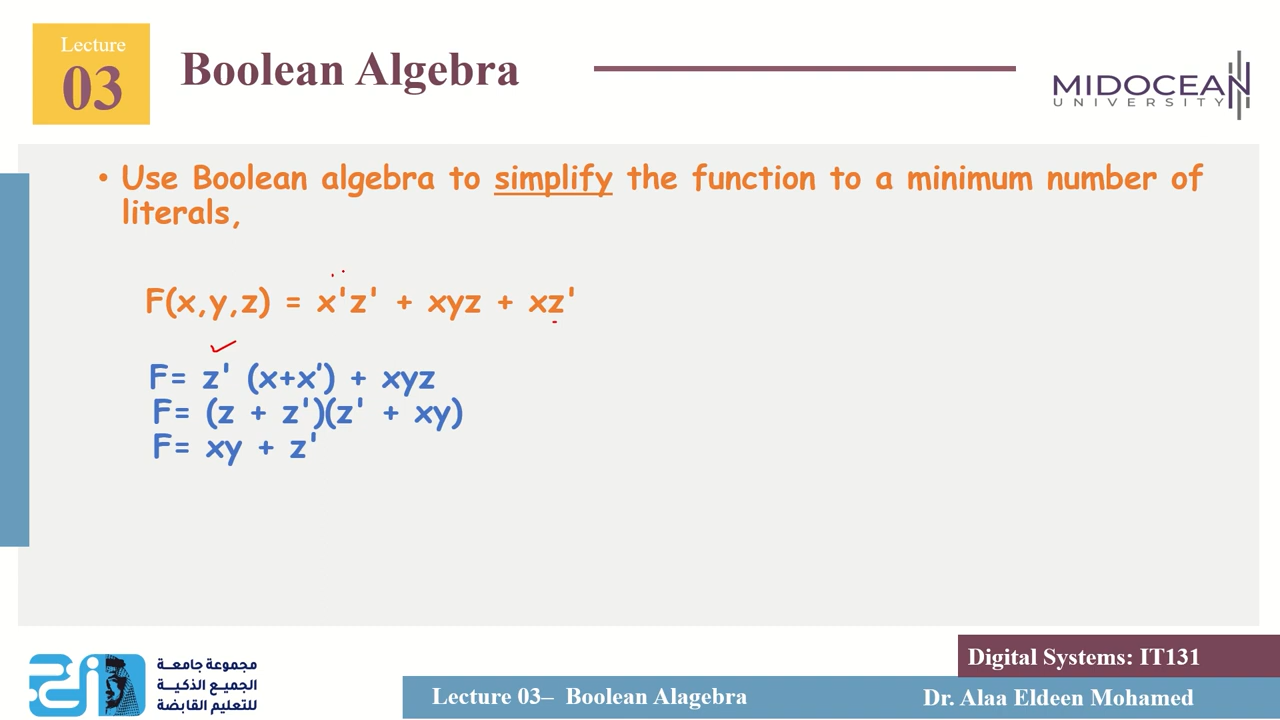 Lecture
03
Boolean Algebra
MIDOCEAN
UNIVERSITY
• Use Boolean algebra to simplify the function to a minimum number of
literals,
F(x,y,z) = x'z' + xyz + xz'
F= z' (x+x') + xyz
F= (z + z')(z' + xy)
F= xy + z'
مجموعة جامعة
الجميع الذكية
للتعليم القابضة
Digital Systems: IT131
Lecture 03– Boolean Alagebra
Dr. Alaa Eldeen Mohamed